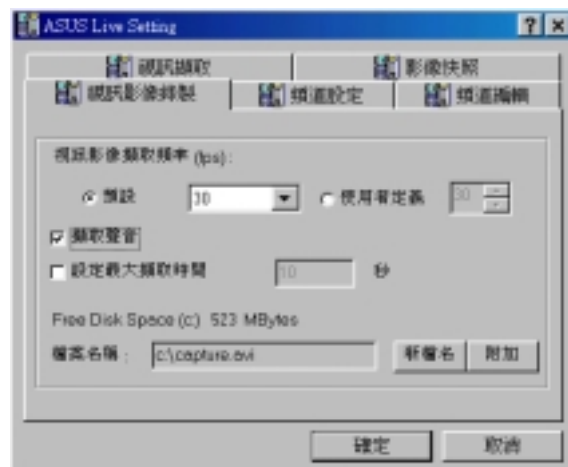 ASUS Live Setting
視訊擷取
影像快照
視訊影像錄製
頻道設定
頻道編輯
視訊影像擷取頻率 (fps):
預設
30
使用者定義
30
擷取聲音
設定最大擷取時間
10
秒
Free Disk Space (c:) 523 MBytes
檔案名稱：
c:\capture.avi
新檔名
附加
確定
取消